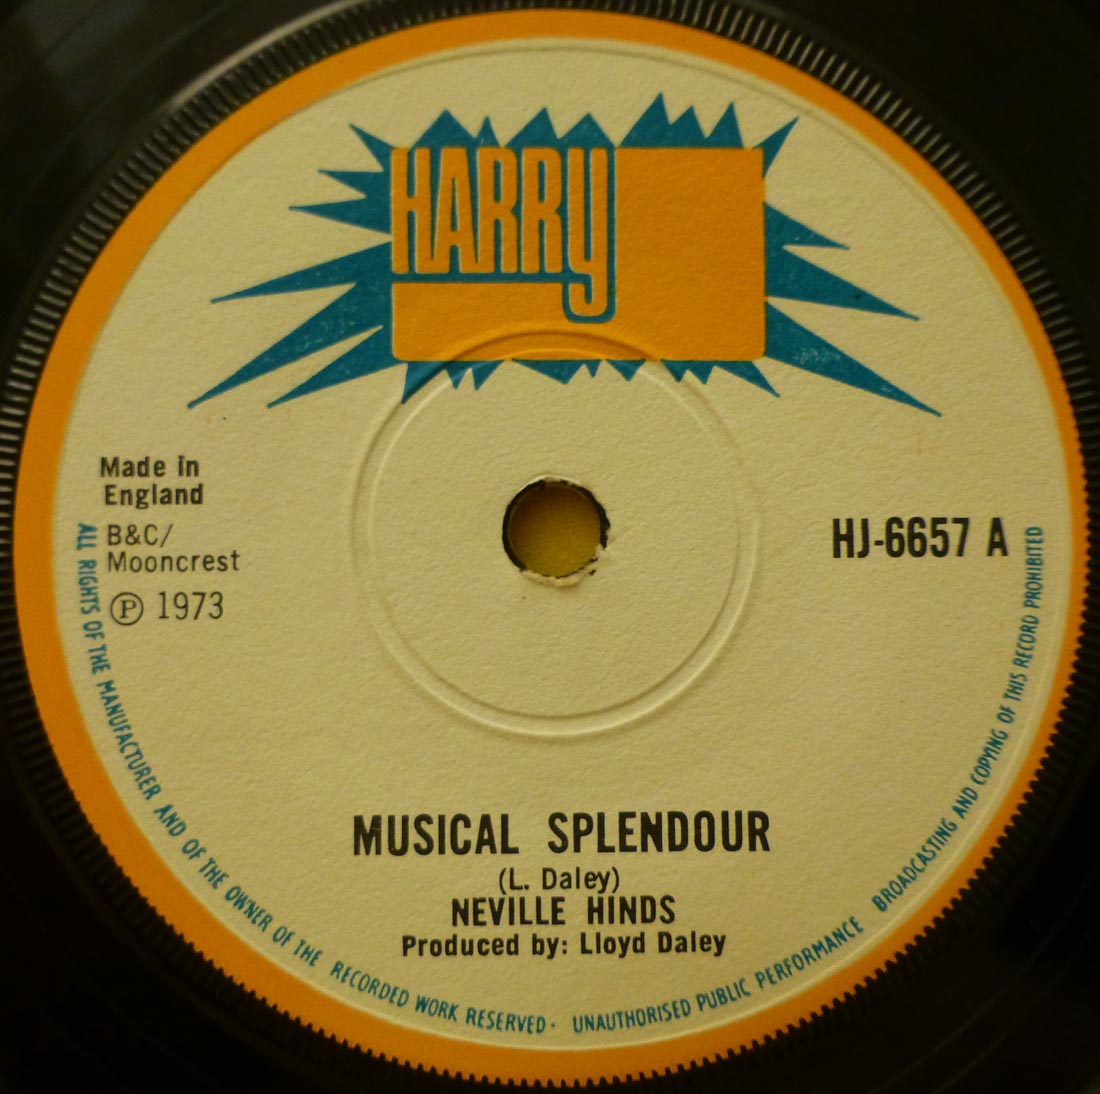 HARRY
Made in
England
B&C/
Mooncrest
Ⓟ 1973
HJ-6657 A
MUSICAL SPLENDOUR
(L. Daley)
NEVILLE HINDS
Produced by: Lloyd Daley
ALL RIGHTS OF THE MANUFACTURER AND OF THE OWNER OF THE RECORDED WORK RESERVED · UNAUTHORISED PUBLIC PERFORMANCE BROADCASTING AND COPYING OF THIS RECORD PROHIBITED